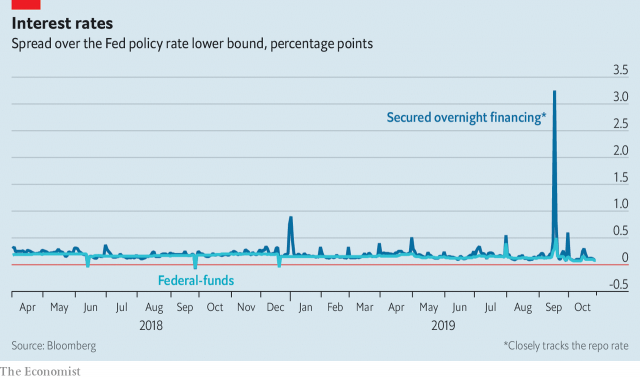 Interest rates
Spread over the Fed policy rate lower bound, percentage points
3.5
3.0
Secured overnight financing*
2.5
2.0
1.5
1.0
0.5
0
Federal-funds
-0.5
Apr May Jun Jul Aug Sep Oct Nov Dec Jan Feb Mar Apr May Jun Jul Aug Sep Oct
2018 2019
Source: Bloomberg *Closely tracks the repo rate
The Economist